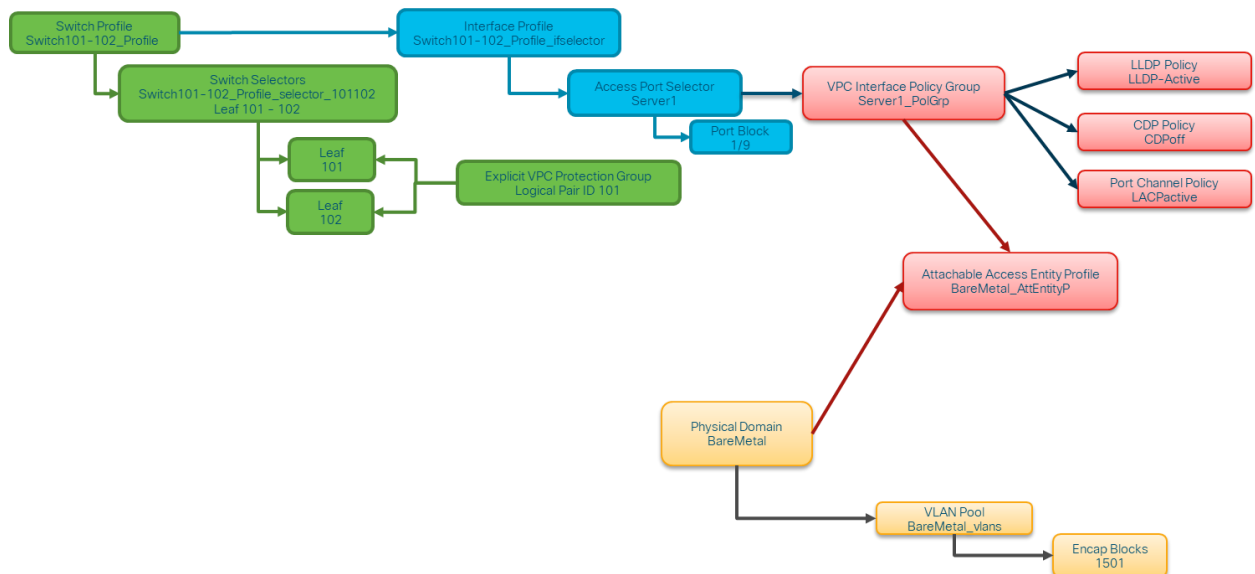 Switch Profile
Switch101-102_Profile
Interface Profile
Switch101-102_Profile_ifselector
Switch Selectors
Switch101-102_Profile_selector_101102
Leaf 101 - 102
Access Port Selector
Server1
VPC Interface Policy Group
Server1_PolGrp
LLDP Policy
LLDP-Active
CDP Policy
CDPoff
Port Channel Policy
LACPactive
Port Block
1/9
Leaf
101
Leaf
102
Explicit VPC Protection Group
Logical Pair ID 101
Attachable Access Entity Profile
BareMetal_AttEntityP
Physical Domain
BareMetal
VLAN Pool
BareMetal_vlans
Encap Blocks
1501